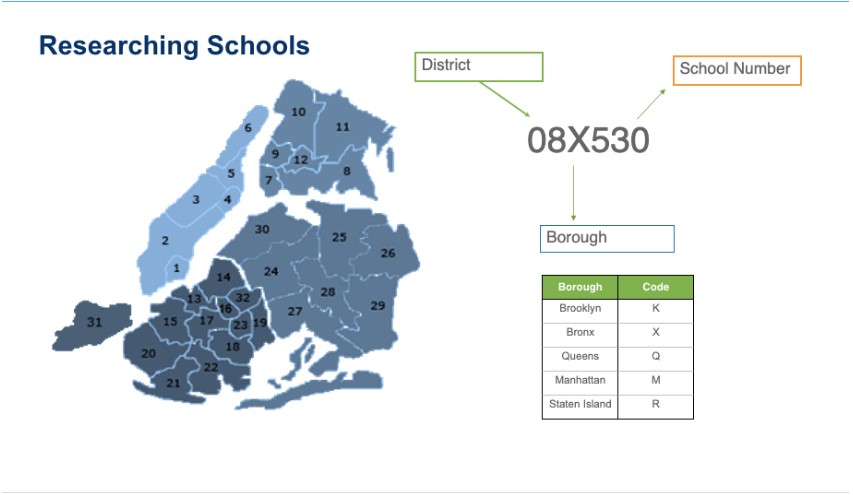 Researching Schools
District
School Number
08X530
Borough
Borough Code
Brooklyn K
Bronx X
Queens Q
Manhattan M
Staten Island R
6
10
11
9
12
5
7
8
3
4
2
1
30
25
26
24
14
28
13
32
16
27
29
31
15
17
23
19
18
20
22
21